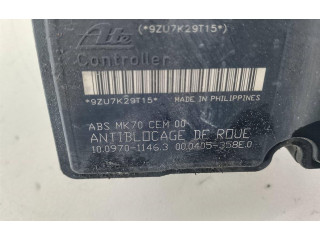 Ate
(*9ZU7K29T15*)
Controller
*9ZU7K29T15*
MADE IN PHILIPPINES
ABS MK70 CEM 00
ANTIBLOCAGE DE ROUE
10.0970-1146.3 00.0405-358E.0